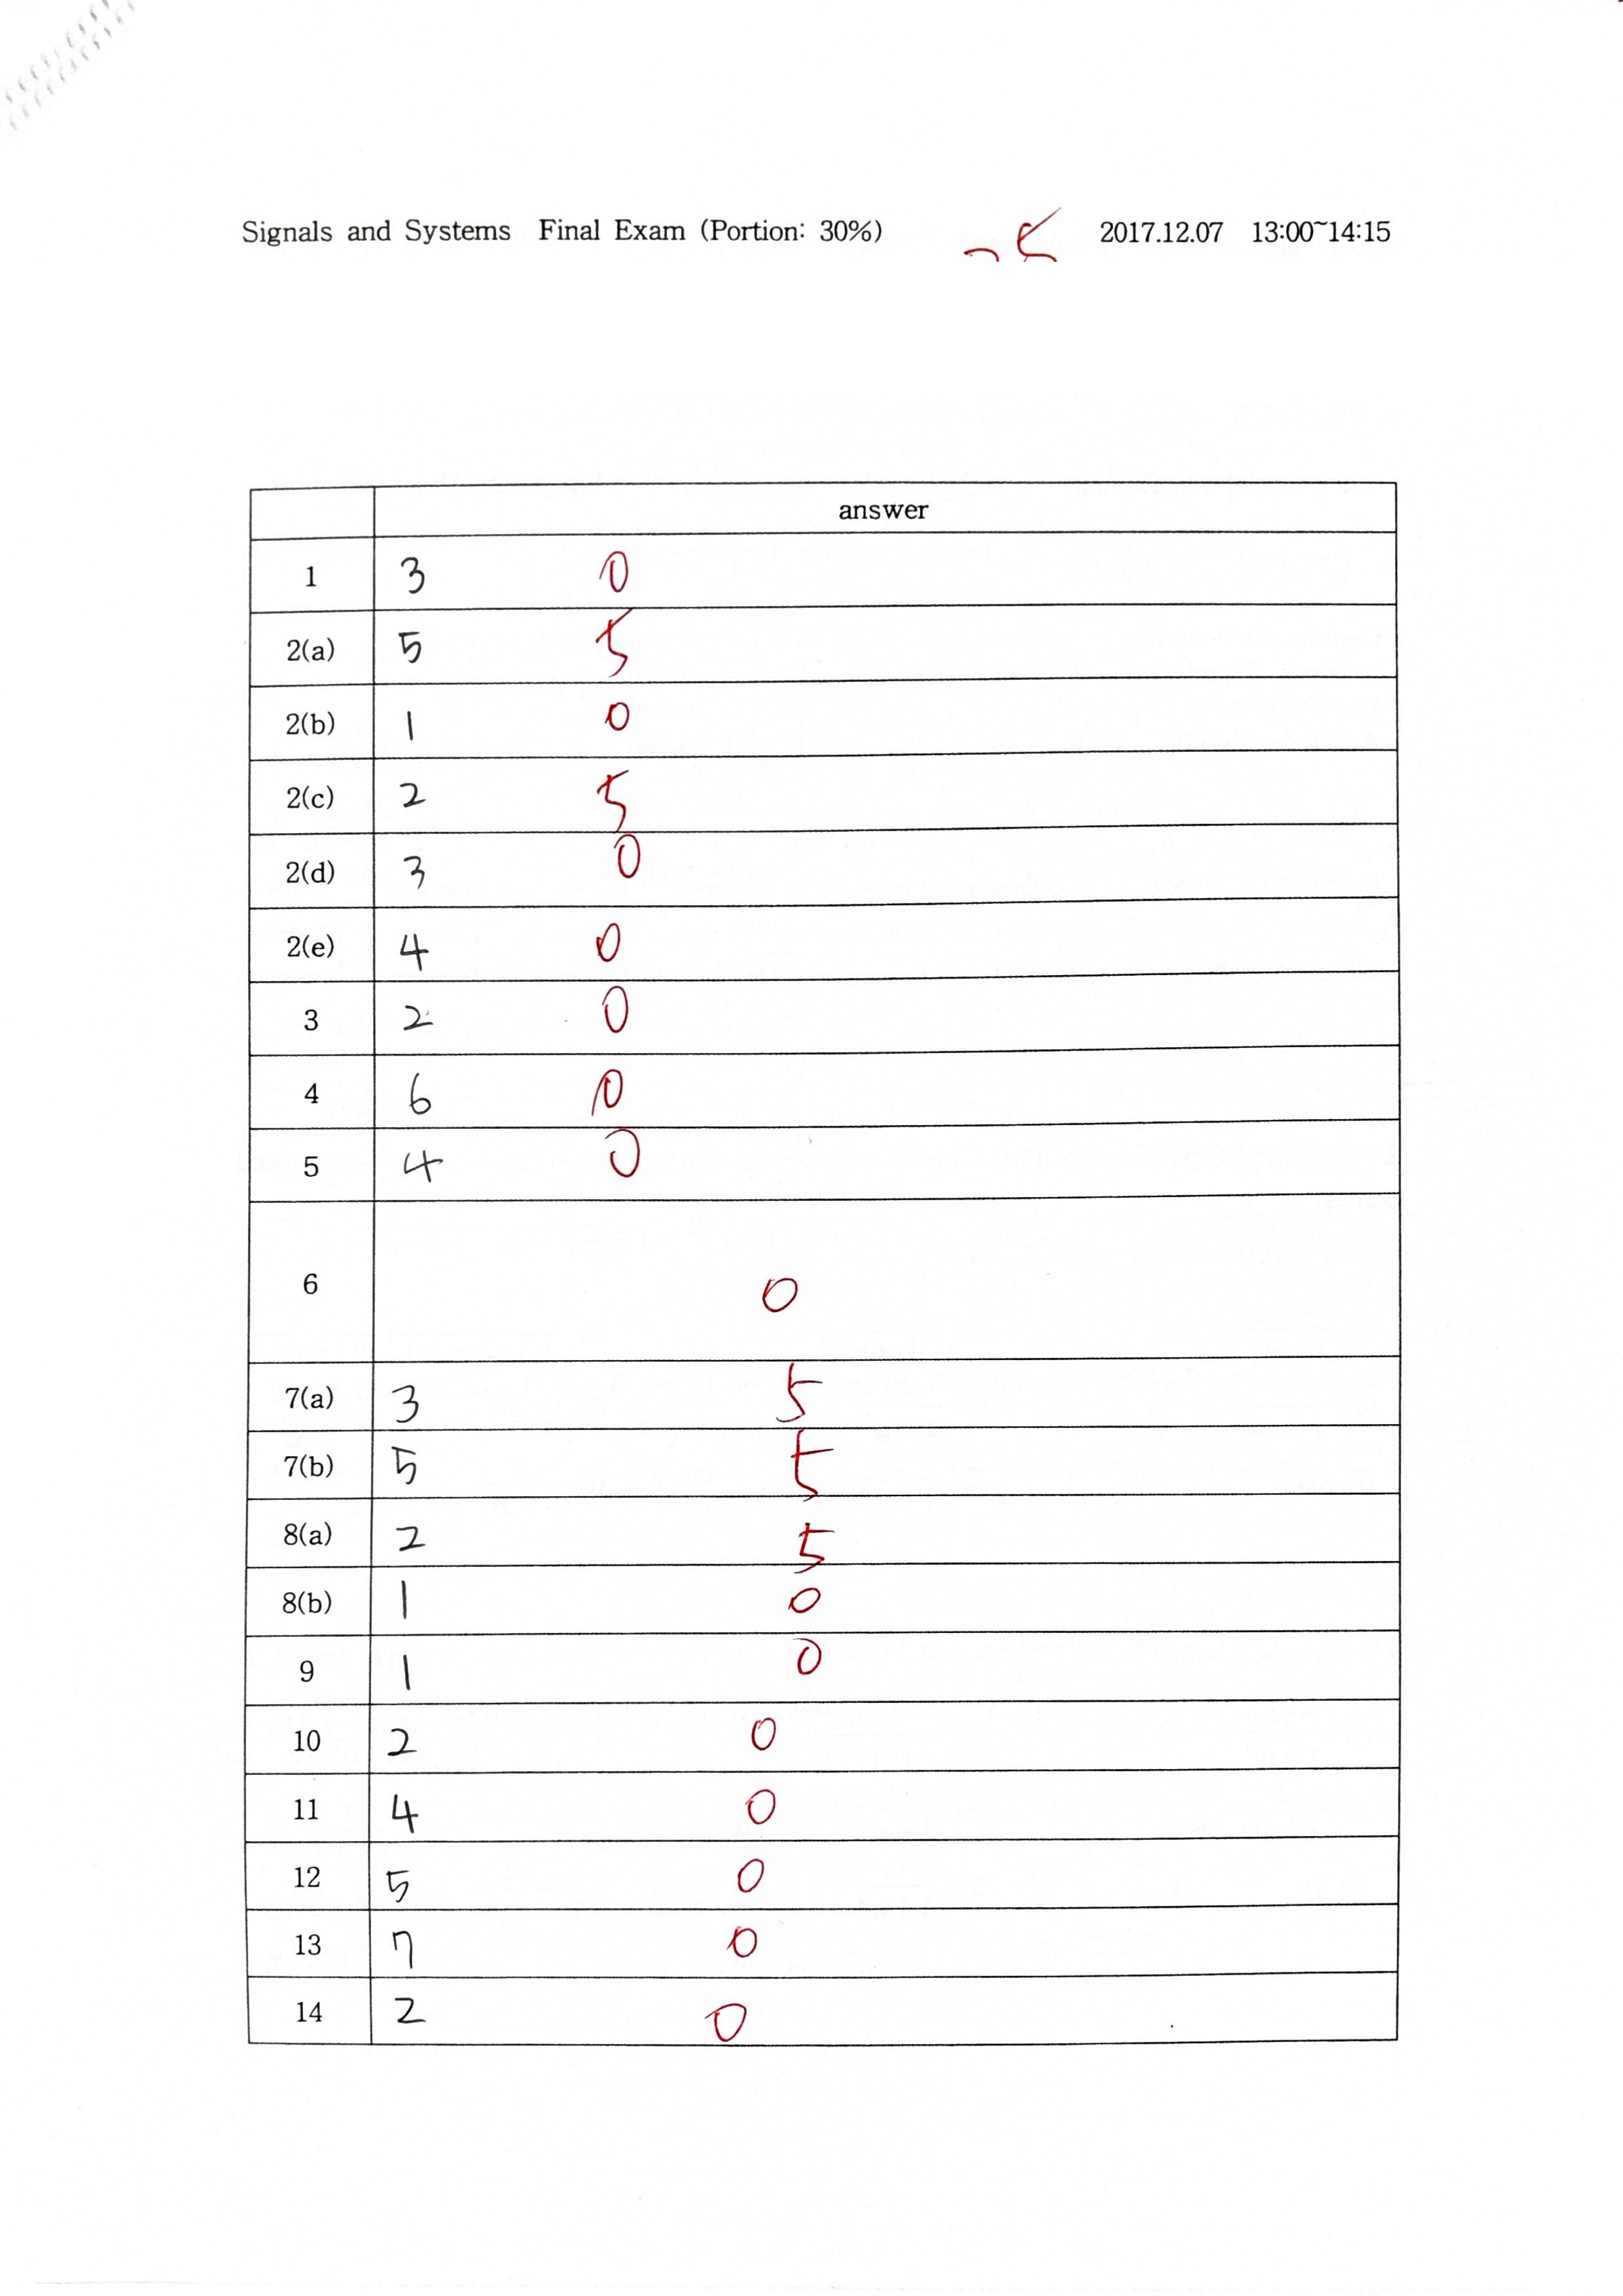 Signals and Systems Final Exam (Portion: 30%) 2017.12.07 13:00~14:15
answer
1 3 0
2(a) 5 5
2(b) 1 0
2(c) 2 5
2(d) 3 0
2(e) 4 0
3 2 0
4 6 0
5 4 0
6 0
7(a) 3 5
7(b) 5 5
8(a) 2 5
8(b) 1 0
9 1 0
10 2 0
11 4 0
12 5 0
13 7 0
14 2 0